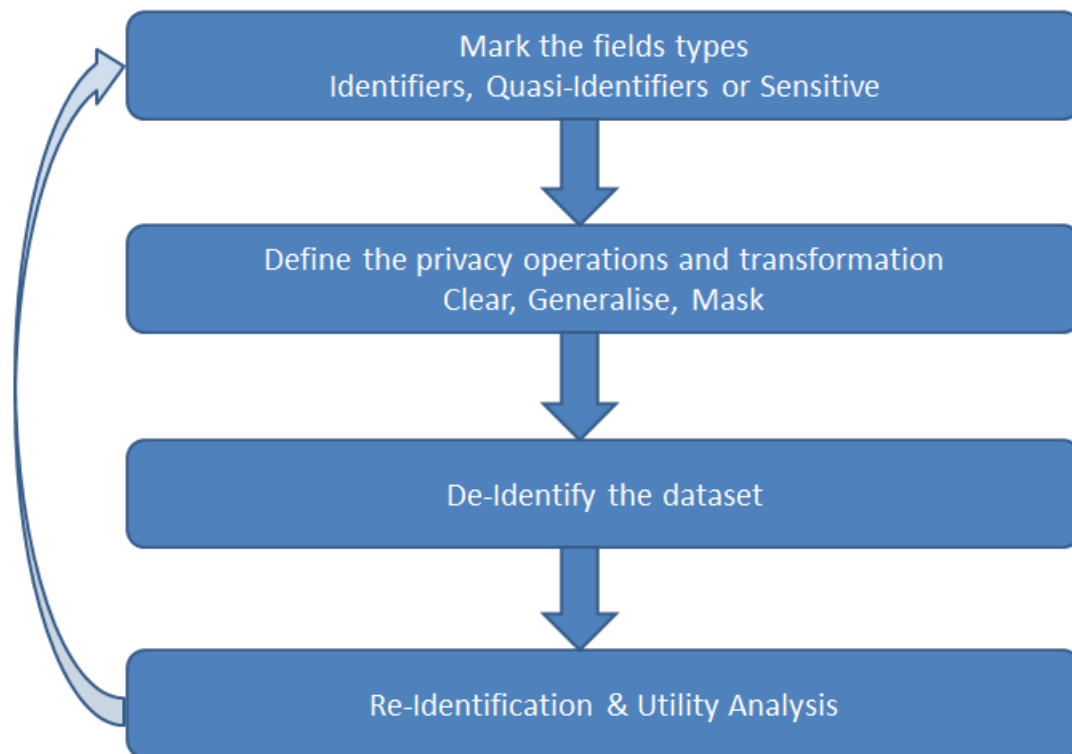 Mark the fields types
Identifiers, Quasi-Identifiers or Sensitive
Define the privacy operations and transformation
Clear, Generalise, Mask
De-Identify the dataset
Re-Identification & Utility Analysis